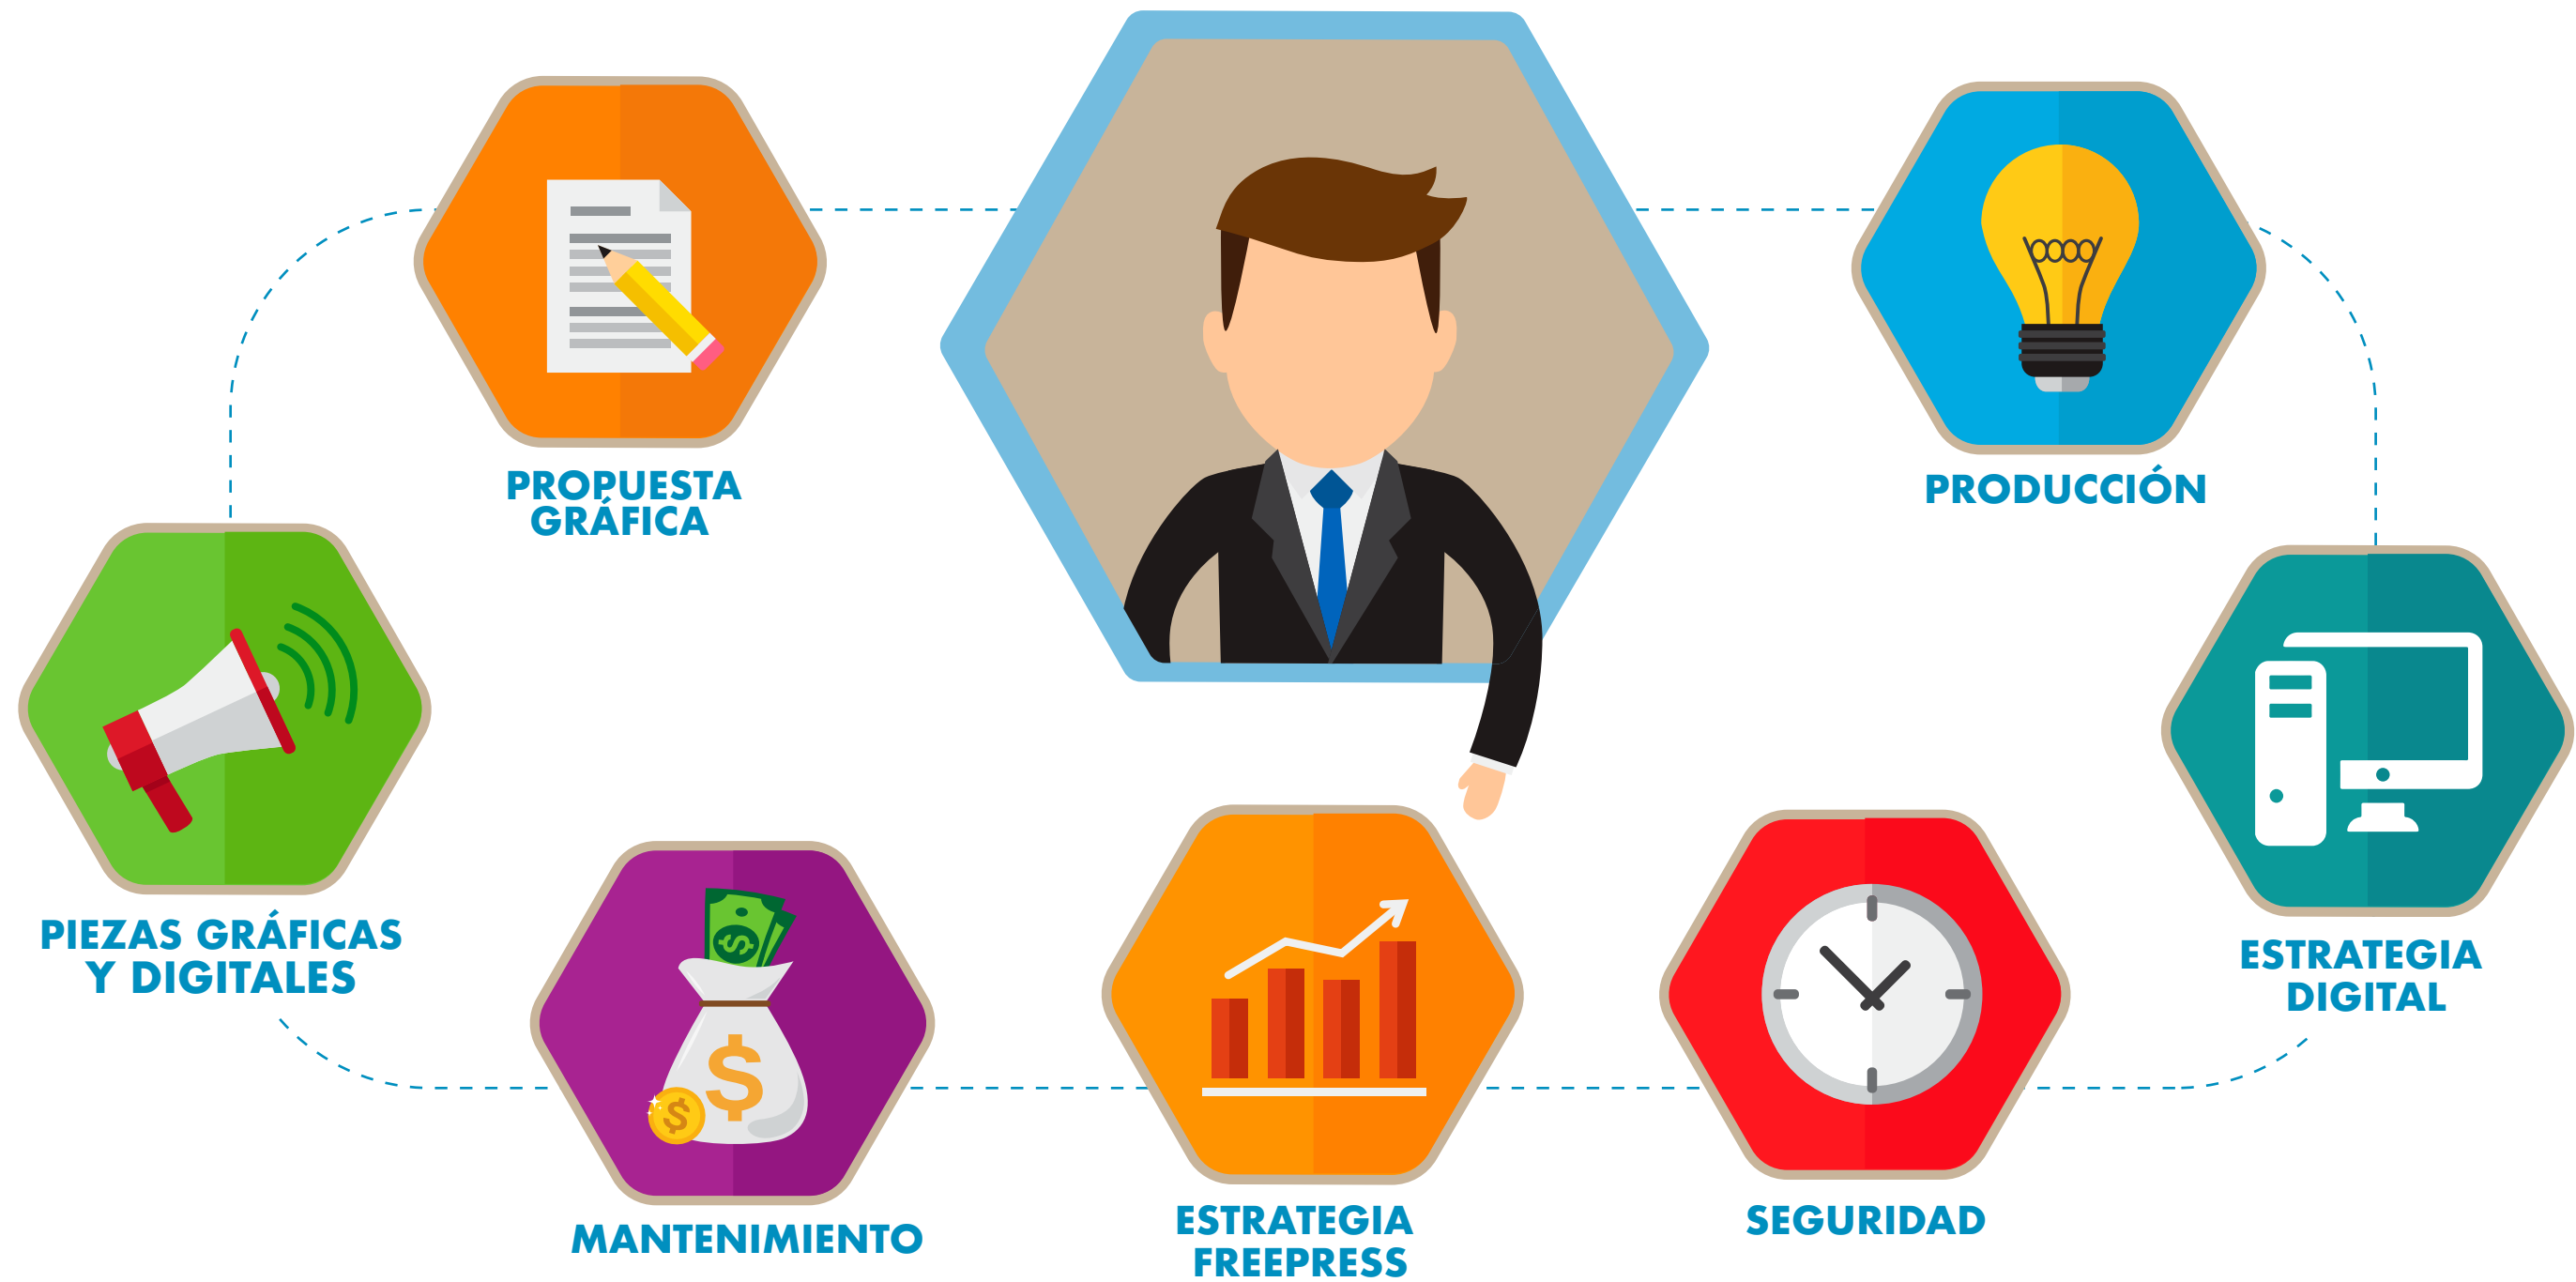 PROPUESTA
GRÁFICA
PRODUCCIÓN
PIEZAS GRÁFICAS
Y DIGITALES
ESTRATEGIA
DIGITAL
MANTENIMIENTO
$
$
$
ESTRATEGIA
FREEPRESS
SEGURIDAD